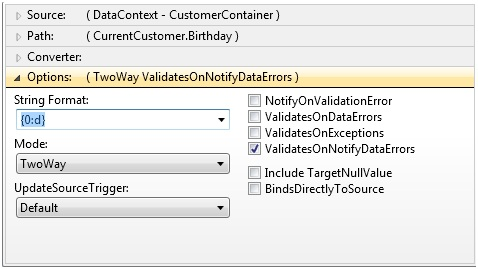 Source: ( DataContext - CustomerContainer )
Path: ( CurrentCustomer.Birthday )
Converter:
Options: ( TwoWay ValidatesOnNotifyDataErrors )
String Format:
{0:d}
Mode:
TwoWay
UpdateSourceTrigger:
Default
NotifyOnValidationError
ValidatesOnDataErrors
ValidatesOnExceptions
ValidatesOnNotifyDataErrors
Include TargetNullValue
BindsDirectlyToSource